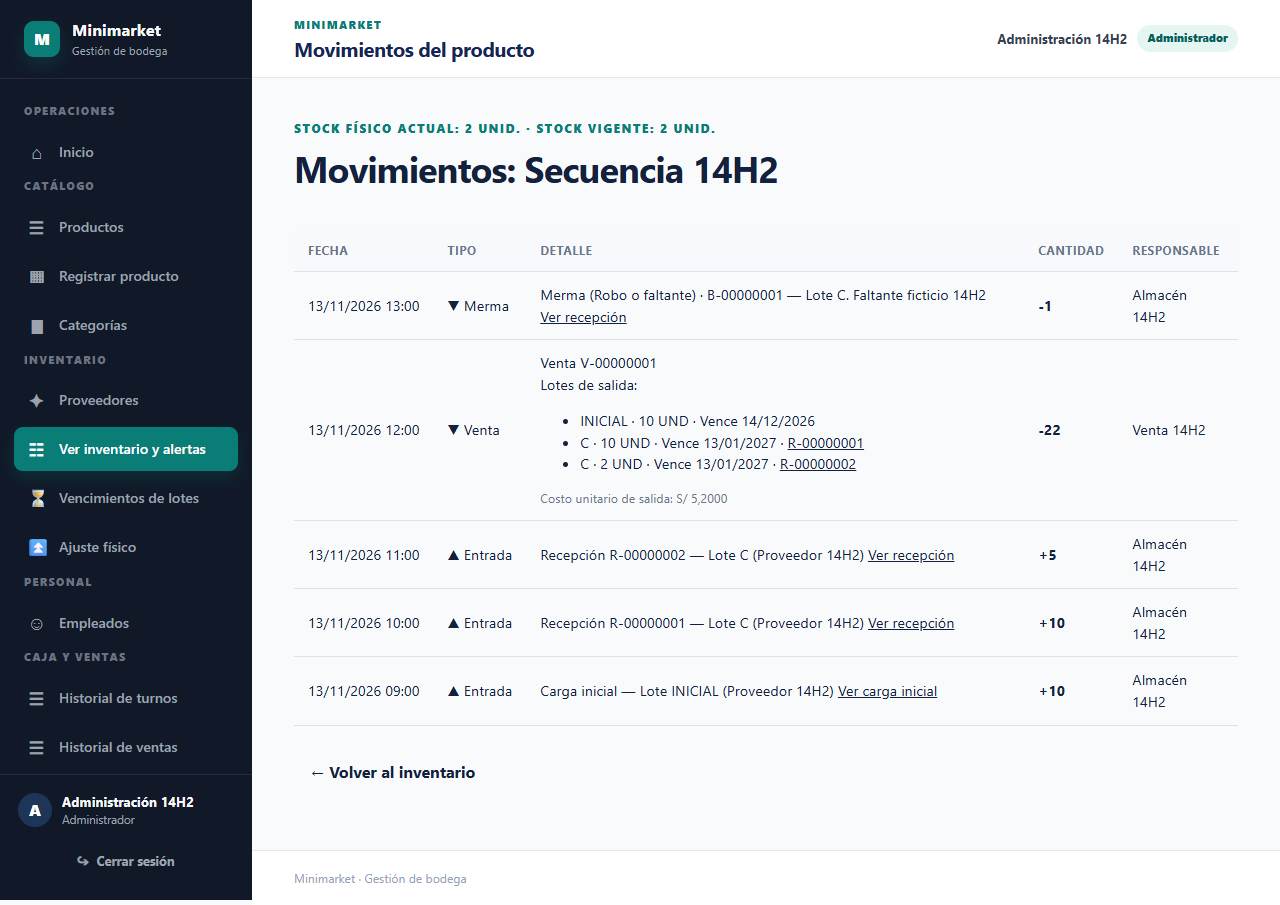 M
Minimarket
Gestión de bodega
OPERACIONES
Inicio
CATÁLOGO
Productos
Registrar producto
Categorías
INVENTARIO
Proveedores
Ver inventario y alertas
Vencimientos de lotes
Ajuste físico
PERSONAL
Empleados
CAJA Y VENTAS
Historial de turnos
Historial de ventas
A
Administración 14H2
Administrador
Cerrar sesión
MINIMARKET
Movimientos del producto
Administración 14H2 Administrador
STOCK FÍSICO ACTUAL: 2 UNID. · STOCK VIGENTE: 2 UNID.
Movimientos: Secuencia 14H2
FECHA TIPO DETALLE CANTIDAD RESPONSABLE
13/11/2026 13:00 ▼ Merma Merma (Robo o faltante) · B-00000001 — Lote C. Faltante ficticio 14H2
Ver recepción
-1 Almacén
14H2
13/11/2026 12:00 ▼ Venta Venta V-00000001
Lotes de salida:
• INICIAL · 10 UND · Vence 14/12/2026
• C · 10 UND · Vence 13/01/2027 · R-00000001
• C · 2 UND · Vence 13/01/2027 · R-00000002
Costo unitario de salida: S/ 5,2000
-22 Venta 14H2
13/11/2026 11:00 ▲ Entrada Recepción R-00000002 — Lote C (Proveedor 14H2) Ver recepción +5 Almacén
14H2
13/11/2026 10:00 ▲ Entrada Recepción R-00000001 — Lote C (Proveedor 14H2) Ver recepción +10 Almacén
14H2
13/11/2026 09:00 ▲ Entrada Carga inicial — Lote INICIAL (Proveedor 14H2) Ver carga inicial +10 Almacén
14H2
← Volver al inventario
Minimarket · Gestión de bodega